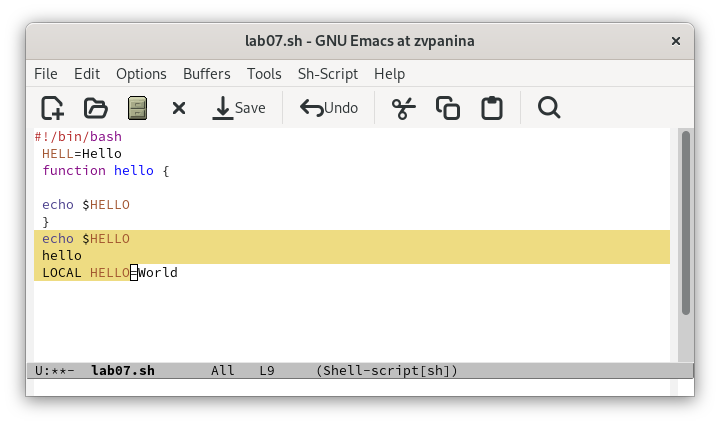 lab07.sh - GNU Emacs at zvpanina
File Edit Options Buffers Tools Sh-Script Help
Save Undo
#!/bin/bash
HELL=Hello
function hello {
echo $HELLO
}
echo $HELLO
hello
LOCAL HELLO=World
U:**- lab07.sh All L9 (Shell-script[sh])